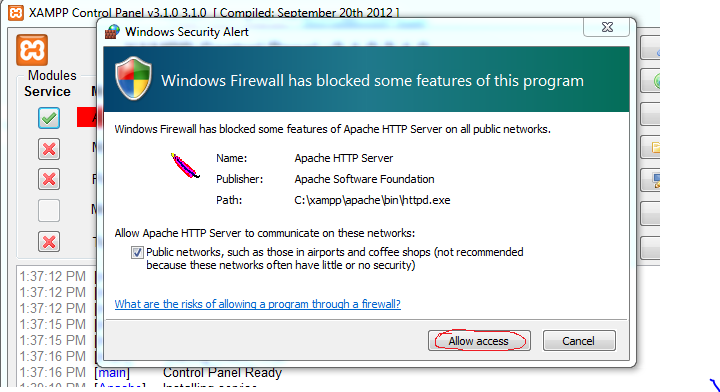 XAMPP Control Panel v3.1.0 3.1.0 [ Compiled: September 20th 2012 ]
Windows Security Alert
Modules
Service
Windows Firewall has blocked some features of this program
Windows Firewall has blocked some features of Apache HTTP Server on all public networks.
Name: Apache HTTP Server
Publisher: Apache Software Foundation
Path: C:\xampp\apache\bin\httpd.exe
Allow Apache HTTP Server to communicate on these networks:
Public networks, such as those in airports and coffee shops (not recommended
because these networks often have little or no security)
What are the risks of allowing a program through a firewall?
Allow access Cancel
1:37:12 PM
1:37:12 PM
1:37:12 PM
1:37:15 PM
1:37:15 PM
1:37:16 PM
1:37:16 PM [main] Control Panel Ready